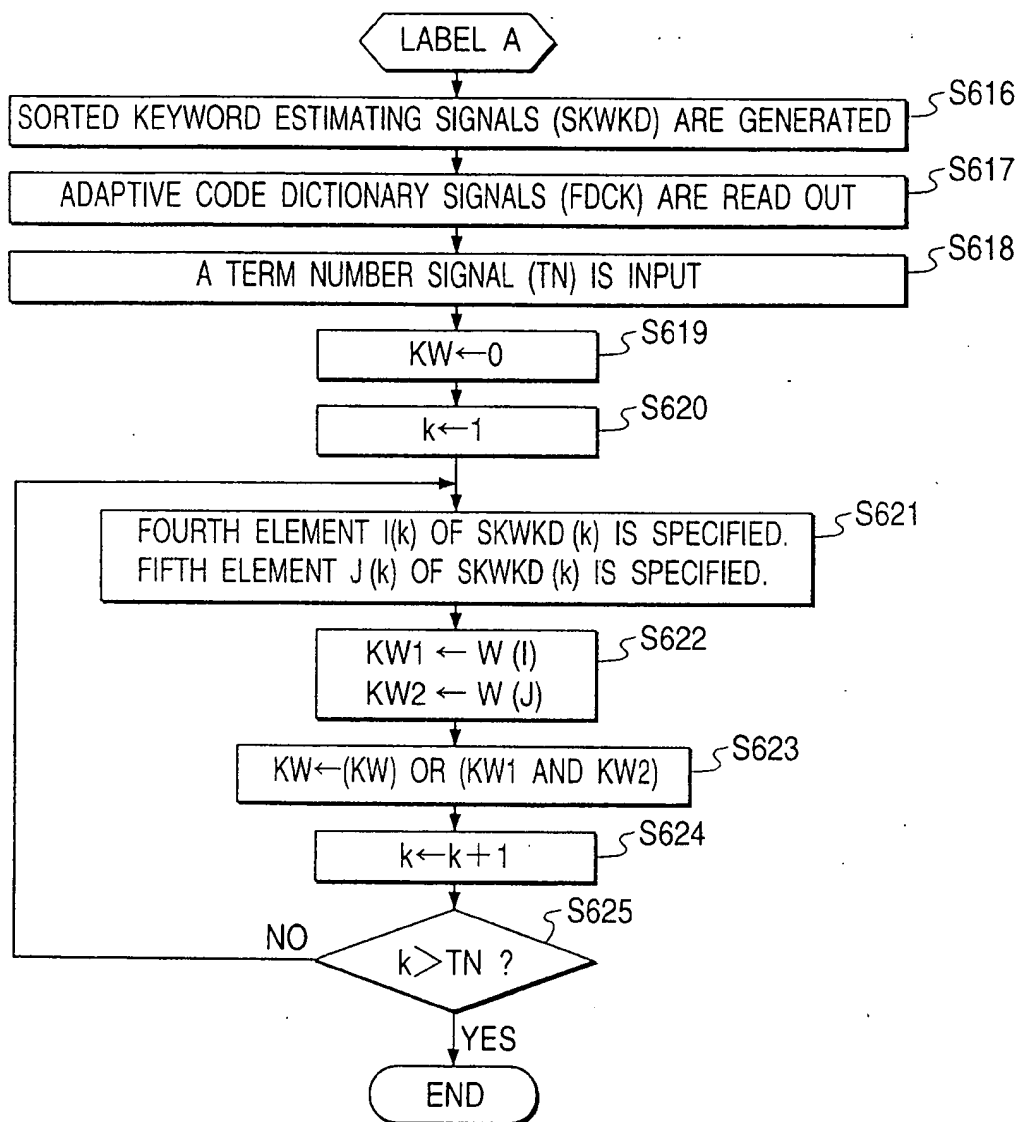 LABEL A
SORTED KEYWORD ESTIMATING SIGNALS (SKWKD) ARE GENERATED
S616
ADAPTIVE CODE DICTIONARY SIGNALS (FDCK) ARE READ OUT
S617
A TERM NUMBER SIGNAL (TN) IS INPUT
S618
KW←0
S619
k←1
S620
FOURTH ELEMENT I(k) OF SKWKD (k) IS SPECIFIED.
FIFTH ELEMENT J (k) OF SKWKD (k) IS SPECIFIED.
S621
KW1 ← W (I)
KW2 ← W (J)
S622
KW←(KW) OR (KW1 AND KW2)
S623
k←k+1
S624
k>TN ?
S625
NO
YES
END